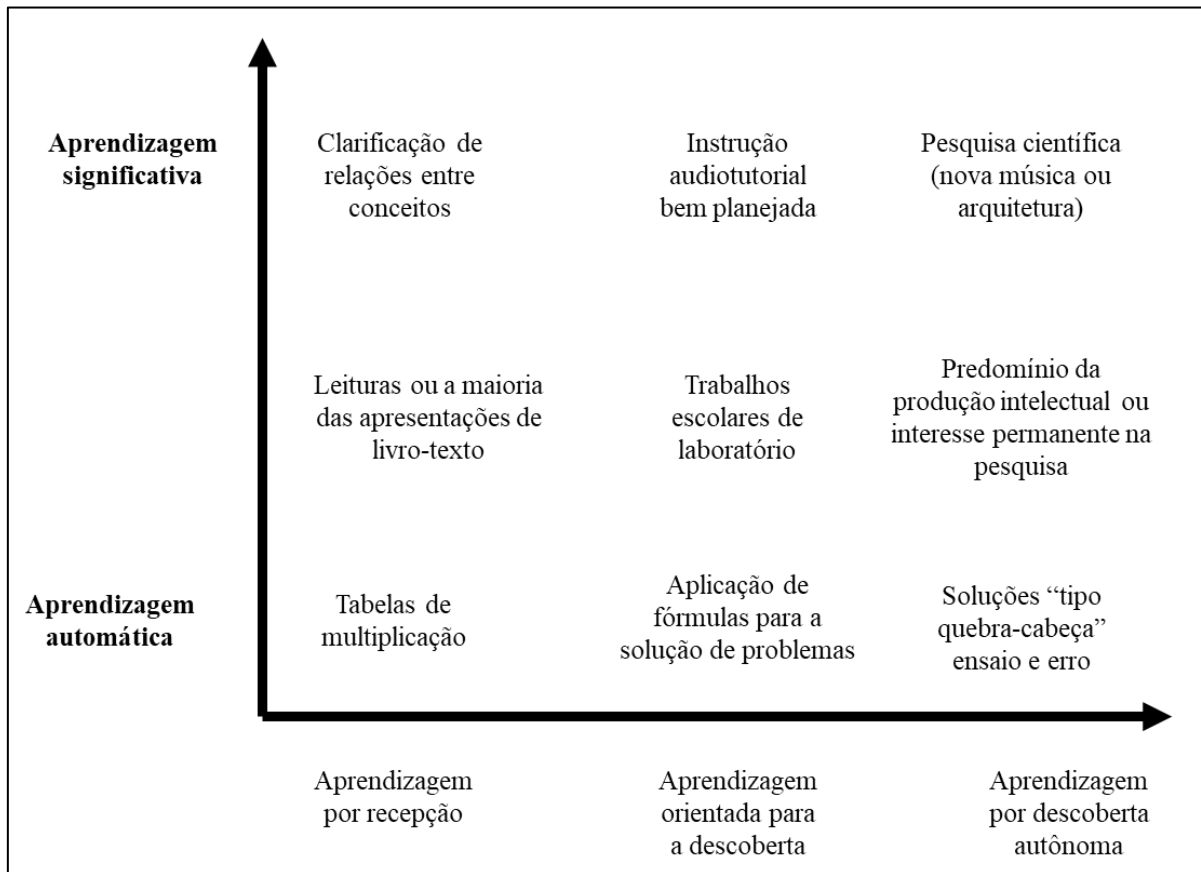 Aprendizagem
significativa
Clarificação de
relações entre
conceitos
Instrução
audiotutorial
bem planejada
Pesquisa científica
(nova música ou
arquitetura)
Leituras ou a maioria
das apresentações de
livro-texto
Trabalhos
escolares de
laboratório
Predomínio da
produção intelectual ou
interesse permanente na
pesquisa
Aprendizagem
automática
Tabelas de
multiplicação
Aplicação de
fórmulas para a
solução de problemas
Soluções “tipo
quebra-cabeça”
ensaio e erro
Aprendizagem
por recepção
Aprendizagem
orientada para
a descoberta
Aprendizagem
por descoberta
autônoma